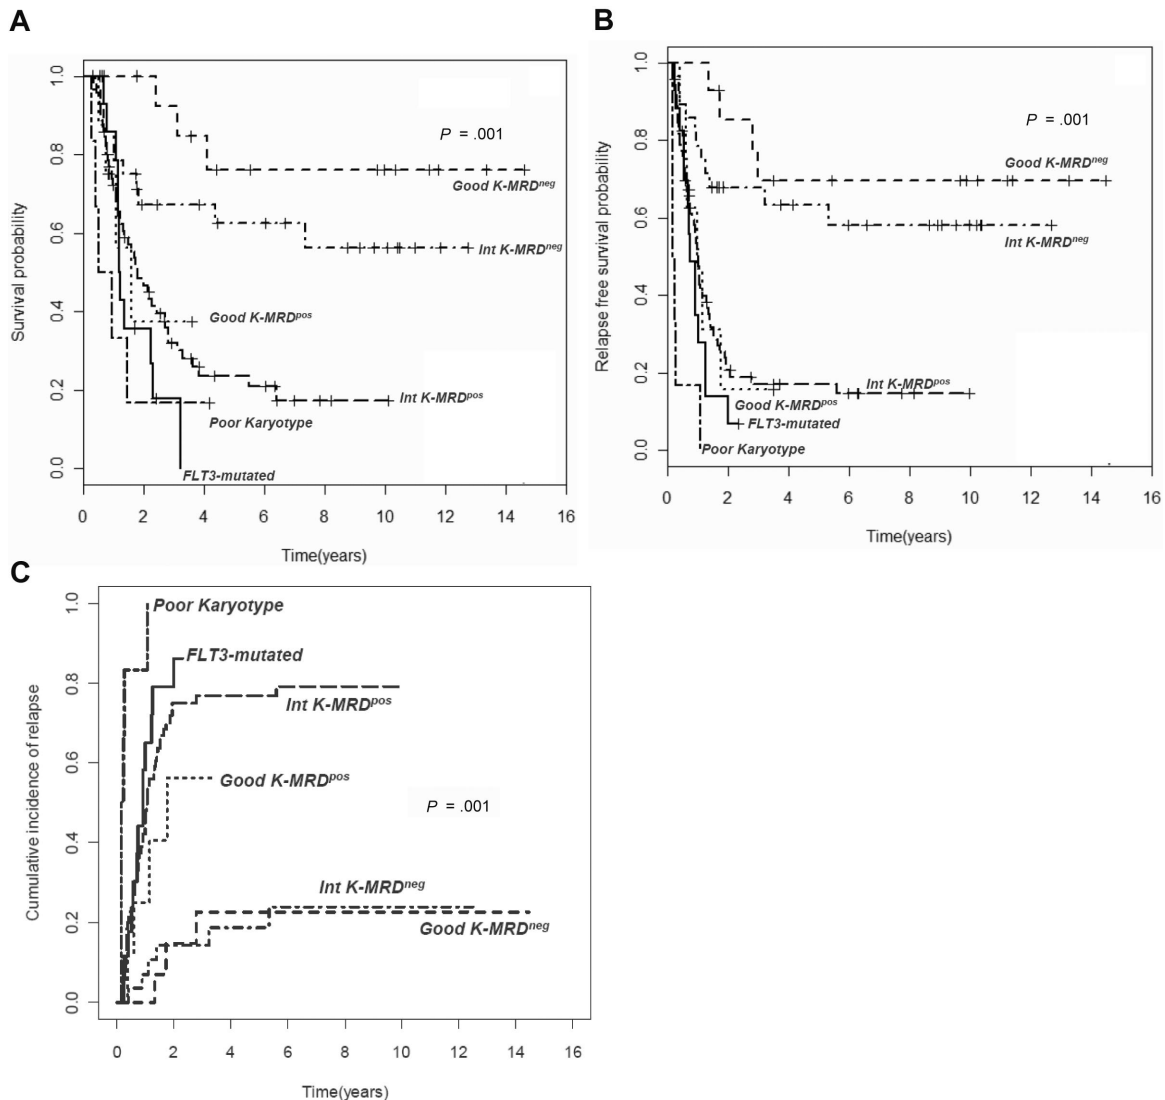 A
Survival probability
1.0
0.8
0.6
0.4
0.2
0.0
P = .001
Good K-MRDneg
Int K-MRDneg
Good K-MRDpos
Int K-MRDpos
Poor Karyotype
FLT3-mutated
0 2 4 6 8 10 12 14 16
Time(years)
B
Relapse free survival probability
1.0
0.8
0.6
0.4
0.2
0.0
P = .001
Good K-MRDneg
Int K-MRDneg
Int K-MRDpos
Good K-MRDpos
FLT3-mutated
Poor Karyotype
0 2 4 6 8 10 12 14 16
Time(years)
C
Cumulative incidence of relapse
1.0
0.8
0.6
0.4
0.2
0.0
Poor Karyotype
FLT3-mutated
Int K-MRDpos
Good K-MRDpos
P = .001
Int K-MRDneg
Good K-MRDneg
0 2 4 6 8 10 12 14 16
Time(years)